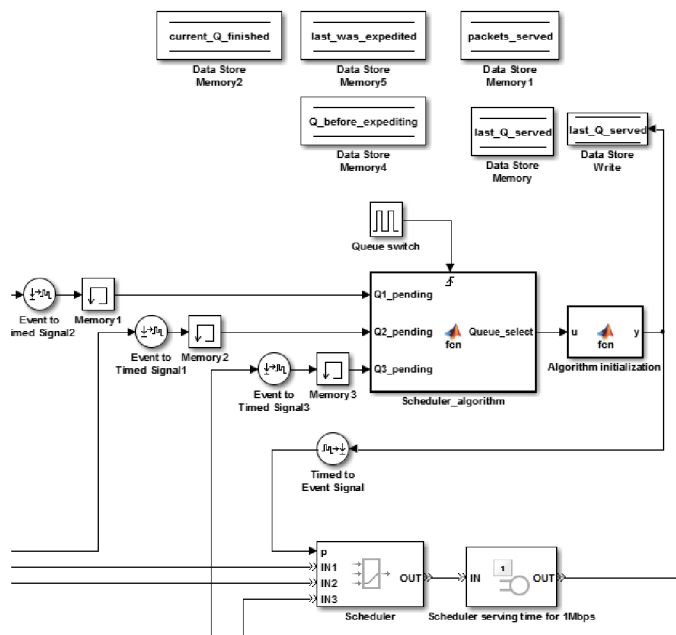 current_Q_finished
last_was_expedited
packets_served
Data Store
Memory2
Data Store
Memory5
Data Store
Memory1
Q_before_expediting
last_Q_served
last_Q_served
Data Store
Memory4
Data Store
Memory
Data Store
Write
Queue switch
Q1_pending
Q2_pending
Q3_pending
fcn
Queue_select
Scheduler_algorithm
u
fcn
y
Algorithm initialization
Event to
imed Signal2
Memory1
Event to
Timed Signal1
Memory2
Event to
Timed Signal3
Memory3
Timed to
Event Signal
p
IN1
IN2
IN3
OUT
Scheduler
IN
1
OUT
Scheduler serving time for 1Mbps